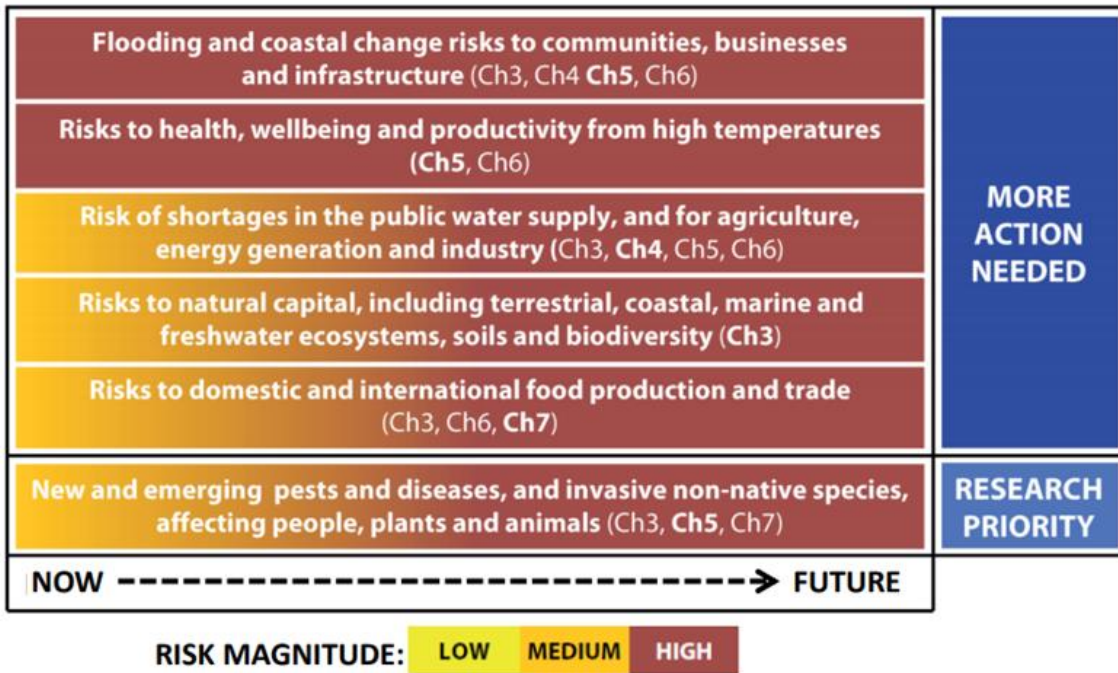 Flooding and coastal change risks to communities, businesses
and infrastructure (Ch3, Ch4 Ch5, Ch6)
Risks to health, wellbeing and productivity from high temperatures
(Ch5, Ch6)
Risk of shortages in the public water supply, and for agriculture,
energy generation and industry (Ch3, Ch4, Ch5, Ch6)
Risks to natural capital, including terrestrial, coastal, marine and
freshwater ecosystems, soils and biodiversity (Ch3)
Risks to domestic and international food production and trade
(Ch3, Ch6, Ch7)
MORE
ACTION
NEEDED
New and emerging pests and diseases, and invasive non-native species,
affecting people, plants and animals (Ch3, Ch5, Ch7)
RESEARCH
PRIORITY
NOW FUTURE
RISK MAGNITUDE: LOW MEDIUM HIGH